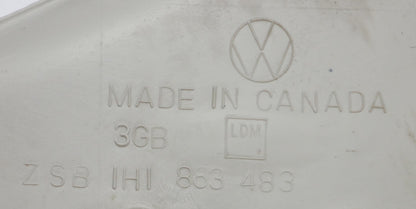 MADE IN CANADA
3GB LDM
ZSB 1H1 863 483